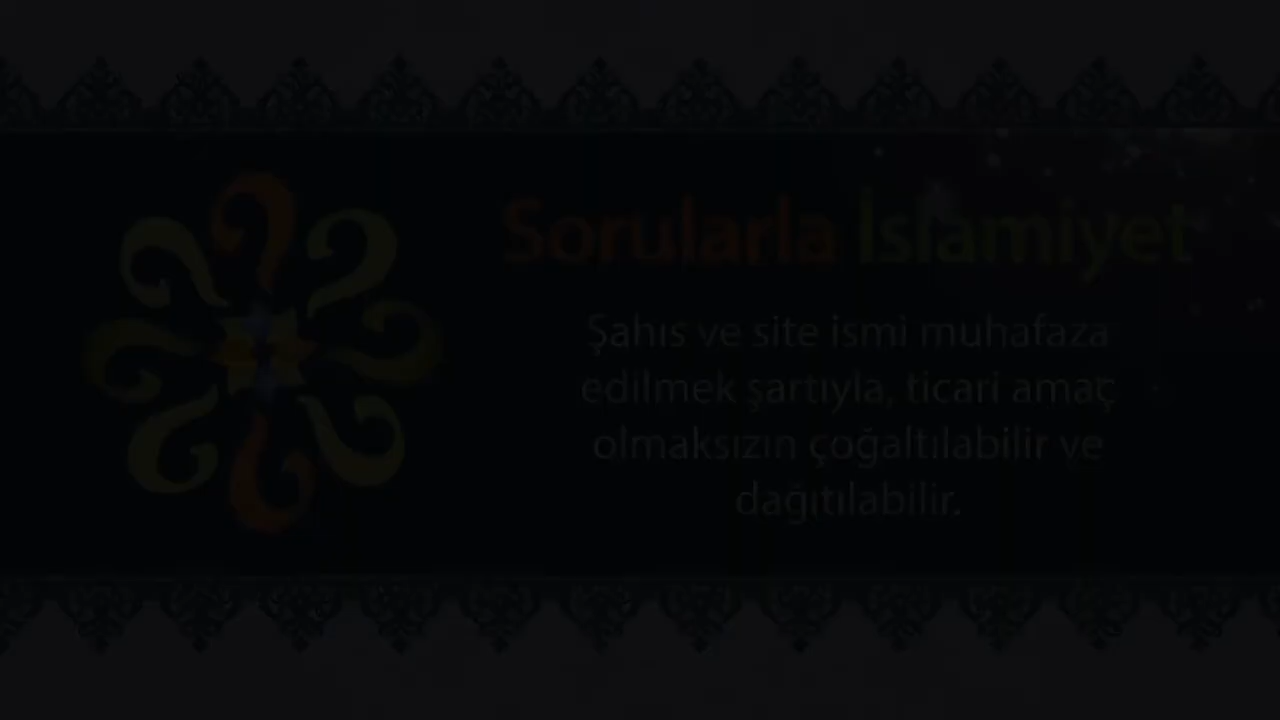 Sorularla İslamiyet
Şahıs ve site ismi muhafaza
edilmek şartıyla, ticari amaç
olmaksızın çoğaltılabilir ve
dağıtılabilir.